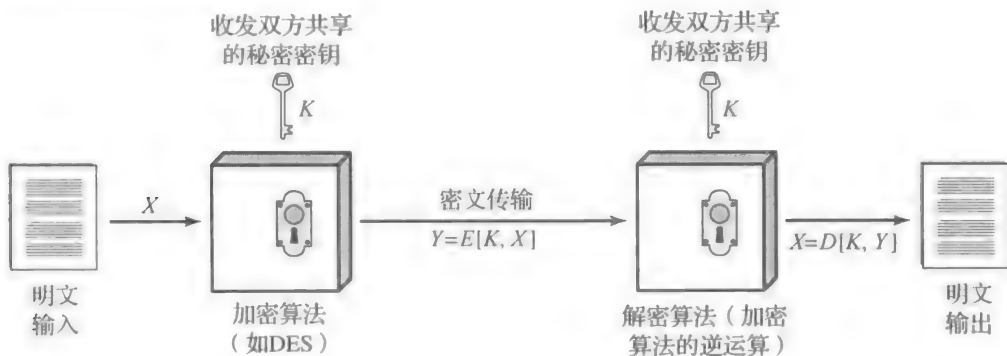 收发双方共享
的秘密密钥
K
收发双方共享
的秘密密钥
K
X
密文传输
Y=E[K, X]
X=D[K, Y]
明文
输入
加密算法
（如DES）
解密算法（加密
算法的逆运算）
明文
输出